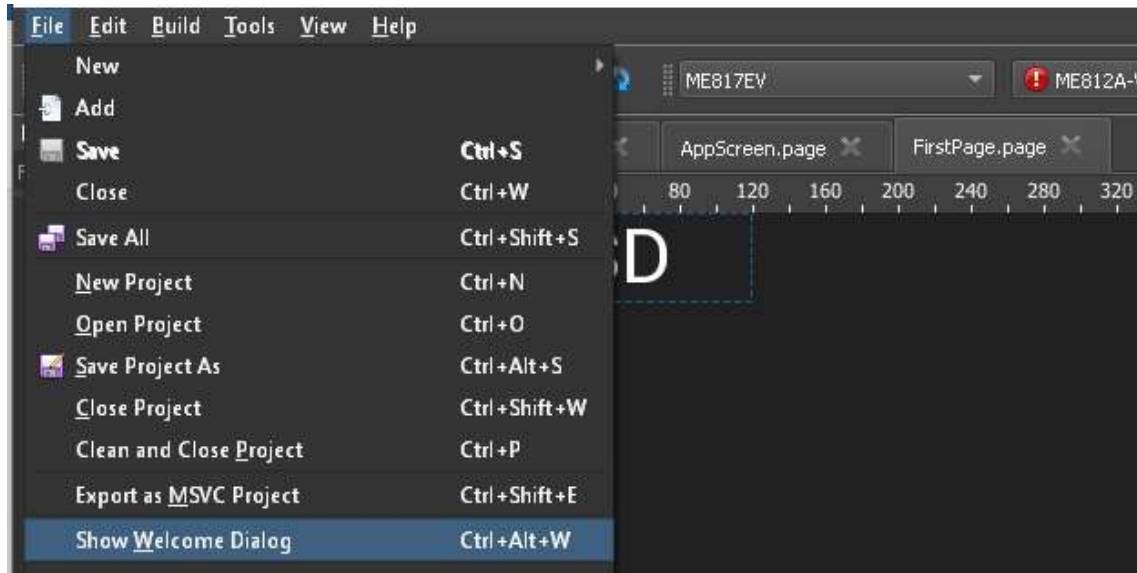 File Edit Build Tools View Help
New
ME817EV
Add
Save Ctrl+S
AppScreen.page
FirstPage.page
Close Ctrl+W
80 120 160 200 240 280 320
Save All Ctrl+Shift+S
D
New Project Ctrl+N
Open Project Ctrl+O
Save Project As Ctrl+Alt+S
Close Project Ctrl+Shift+W
Clean and Close Project Ctrl+P
Export as MSVC Project Ctrl+Shift+E
Show Welcome Dialog Ctrl+Alt+W